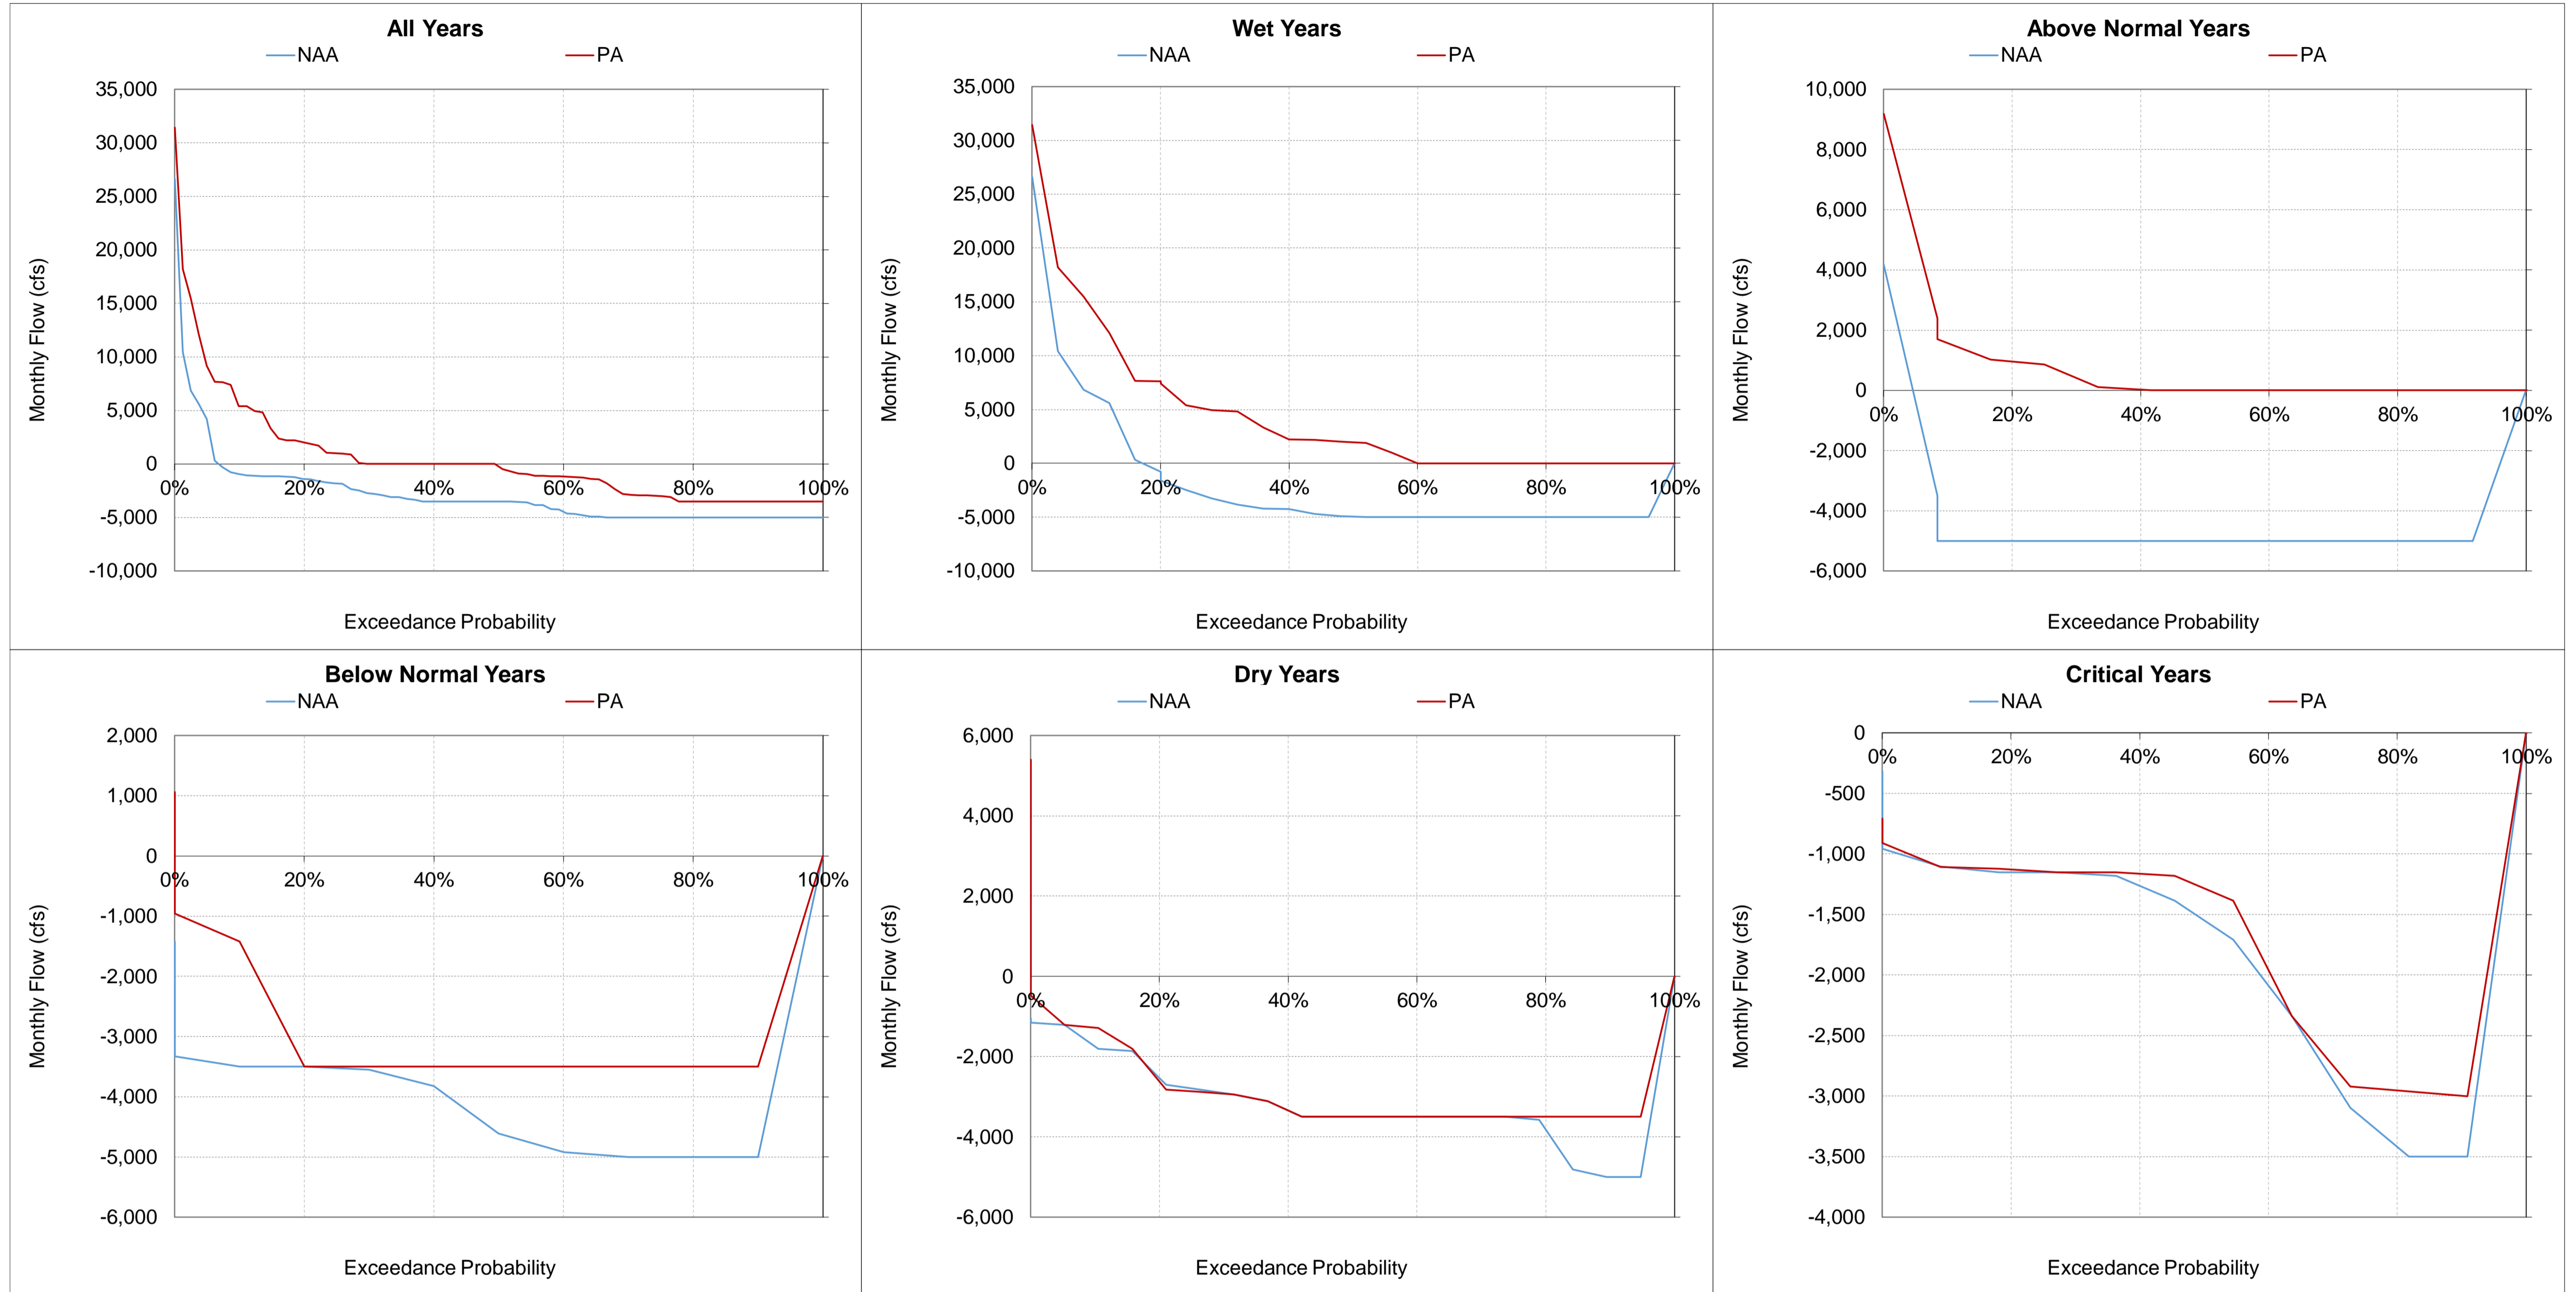 All Years
NAA PA
35,000
30,000
25,000
20,000
15,000
10,000
5,000
0
-5,000
-10,000
0% 20% 40% 60% 80% 100%
Monthly Flow (cfs)
Exceedance Probability
Wet Years
NAA PA
35,000
30,000
25,000
20,000
15,000
10,000
5,000
0
-5,000
-10,000
0% 20% 40% 60% 80% 100%
Monthly Flow (cfs)
Exceedance Probability
Above Normal Years
NAA PA
10,000
8,000
6,000
4,000
2,000
0
-2,000
-4,000
-6,000
0% 20% 40% 60% 80% 100%
Monthly Flow (cfs)
Exceedance Probability
Below Normal Years
NAA PA
2,000
1,000
0
-1,000
-2,000
-3,000
-4,000
-5,000
-6,000
0% 20% 40% 60% 80% 100%
Monthly Flow (cfs)
Exceedance Probability
Dry Years
NAA PA
6,000
4,000
2,000
0
-2,000
-4,000
-6,000
0% 20% 40% 60% 80% 100%
Monthly Flow (cfs)
Exceedance Probability
Critical Years
NAA PA
0
-500
-1,000
-1,500
-2,000
-2,500
-3,000
-3,500
-4,000
0% 20% 40% 60% 80% 100%
Monthly Flow (cfs)
Exceedance Probability